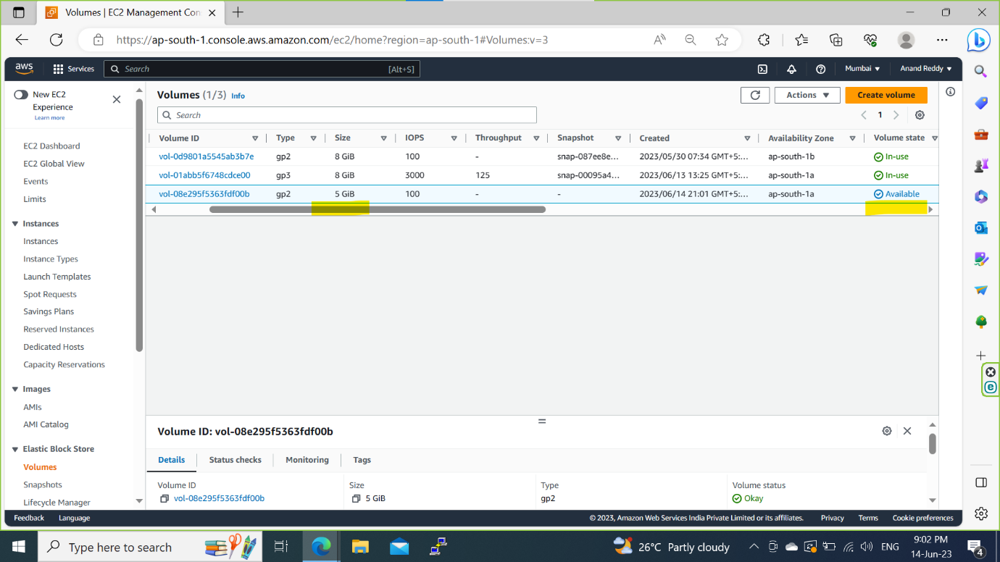 Volumes | EC2 Management Con
https://ap-south-1.console.aws.amazon.com/ec2/home?region=ap-south-1#Volumes:v=3
aws Services Search [Alt+S] Mumbai Anand Reddy
New EC2 Experience
Learn more
EC2 Dashboard
EC2 Global View
Events
Limits
Instances
Instances
Instance Types
Launch Templates
Spot Requests
Savings Plans
Reserved Instances
Dedicated Hosts
Capacity Reservations
Images
AMIs
AMI Catalog
Elastic Block Store
Volumes
Snapshots
Lifecycle Manager
Volumes (1/3) Info
Actions Create volume
Search
1
Volume ID Type Size IOPS Throughput Snapshot Created Availability Zone Volume state
vol-0d9801a5545ab3b7e gp2 8 GiB 100 - snap-087ee8e... 2023/05/30 07:34 GMT+5:... ap-south-1b In-use
vol-01abb5f6748cdce00 gp3 8 GiB 3000 125 snap-00095a4... 2023/06/13 13:25 GMT+5:... ap-south-1a In-use
vol-08e295f5363fdf00b gp2 5 GiB 100 - - 2023/06/14 21:01 GMT+5:... ap-south-1a Available
Volume ID: vol-08e295f5363fdf00b
Details Status checks Monitoring Tags
Volume ID Size Type Volume status
vol-08e295f5363fdf00b 5 GiB gp2 Okay
Feedback Language © 2023, Amazon Web Services India Private Limited or its affiliates. Privacy Terms Cookie preferences
Type here to search 26°C Partly cloudy ENG 9:02 PM
14-Jun-23 4